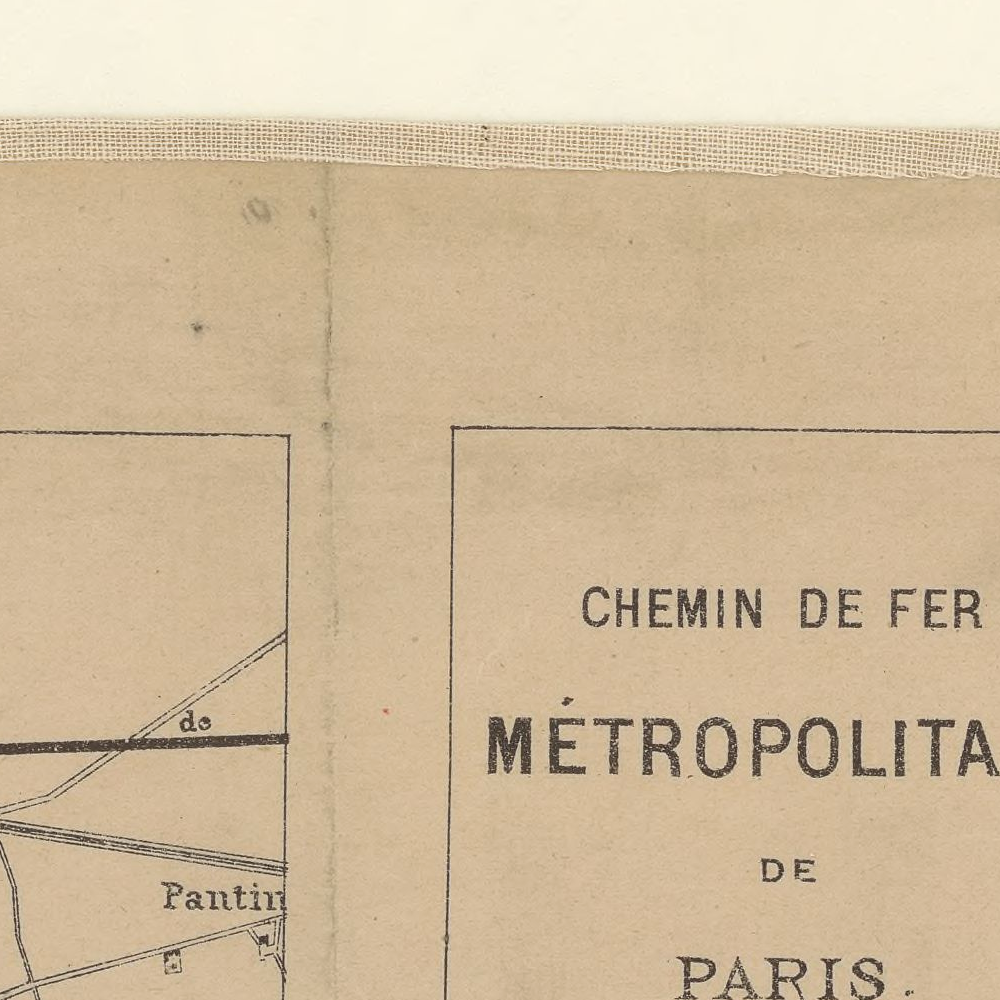 CHEMIN DE FER
MÉTROPOLITA
DE
PARIS.
de
Pantin